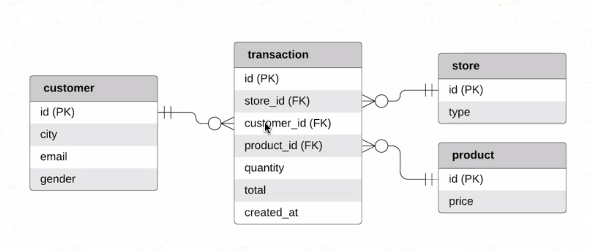 customer
id (PK)
city
email
gender
transaction
id (PK)
store_id (FK)
customer_id (FK)
product_id (FK)
quantity
total
created_at
store
id (PK)
type
product
id (PK)
price